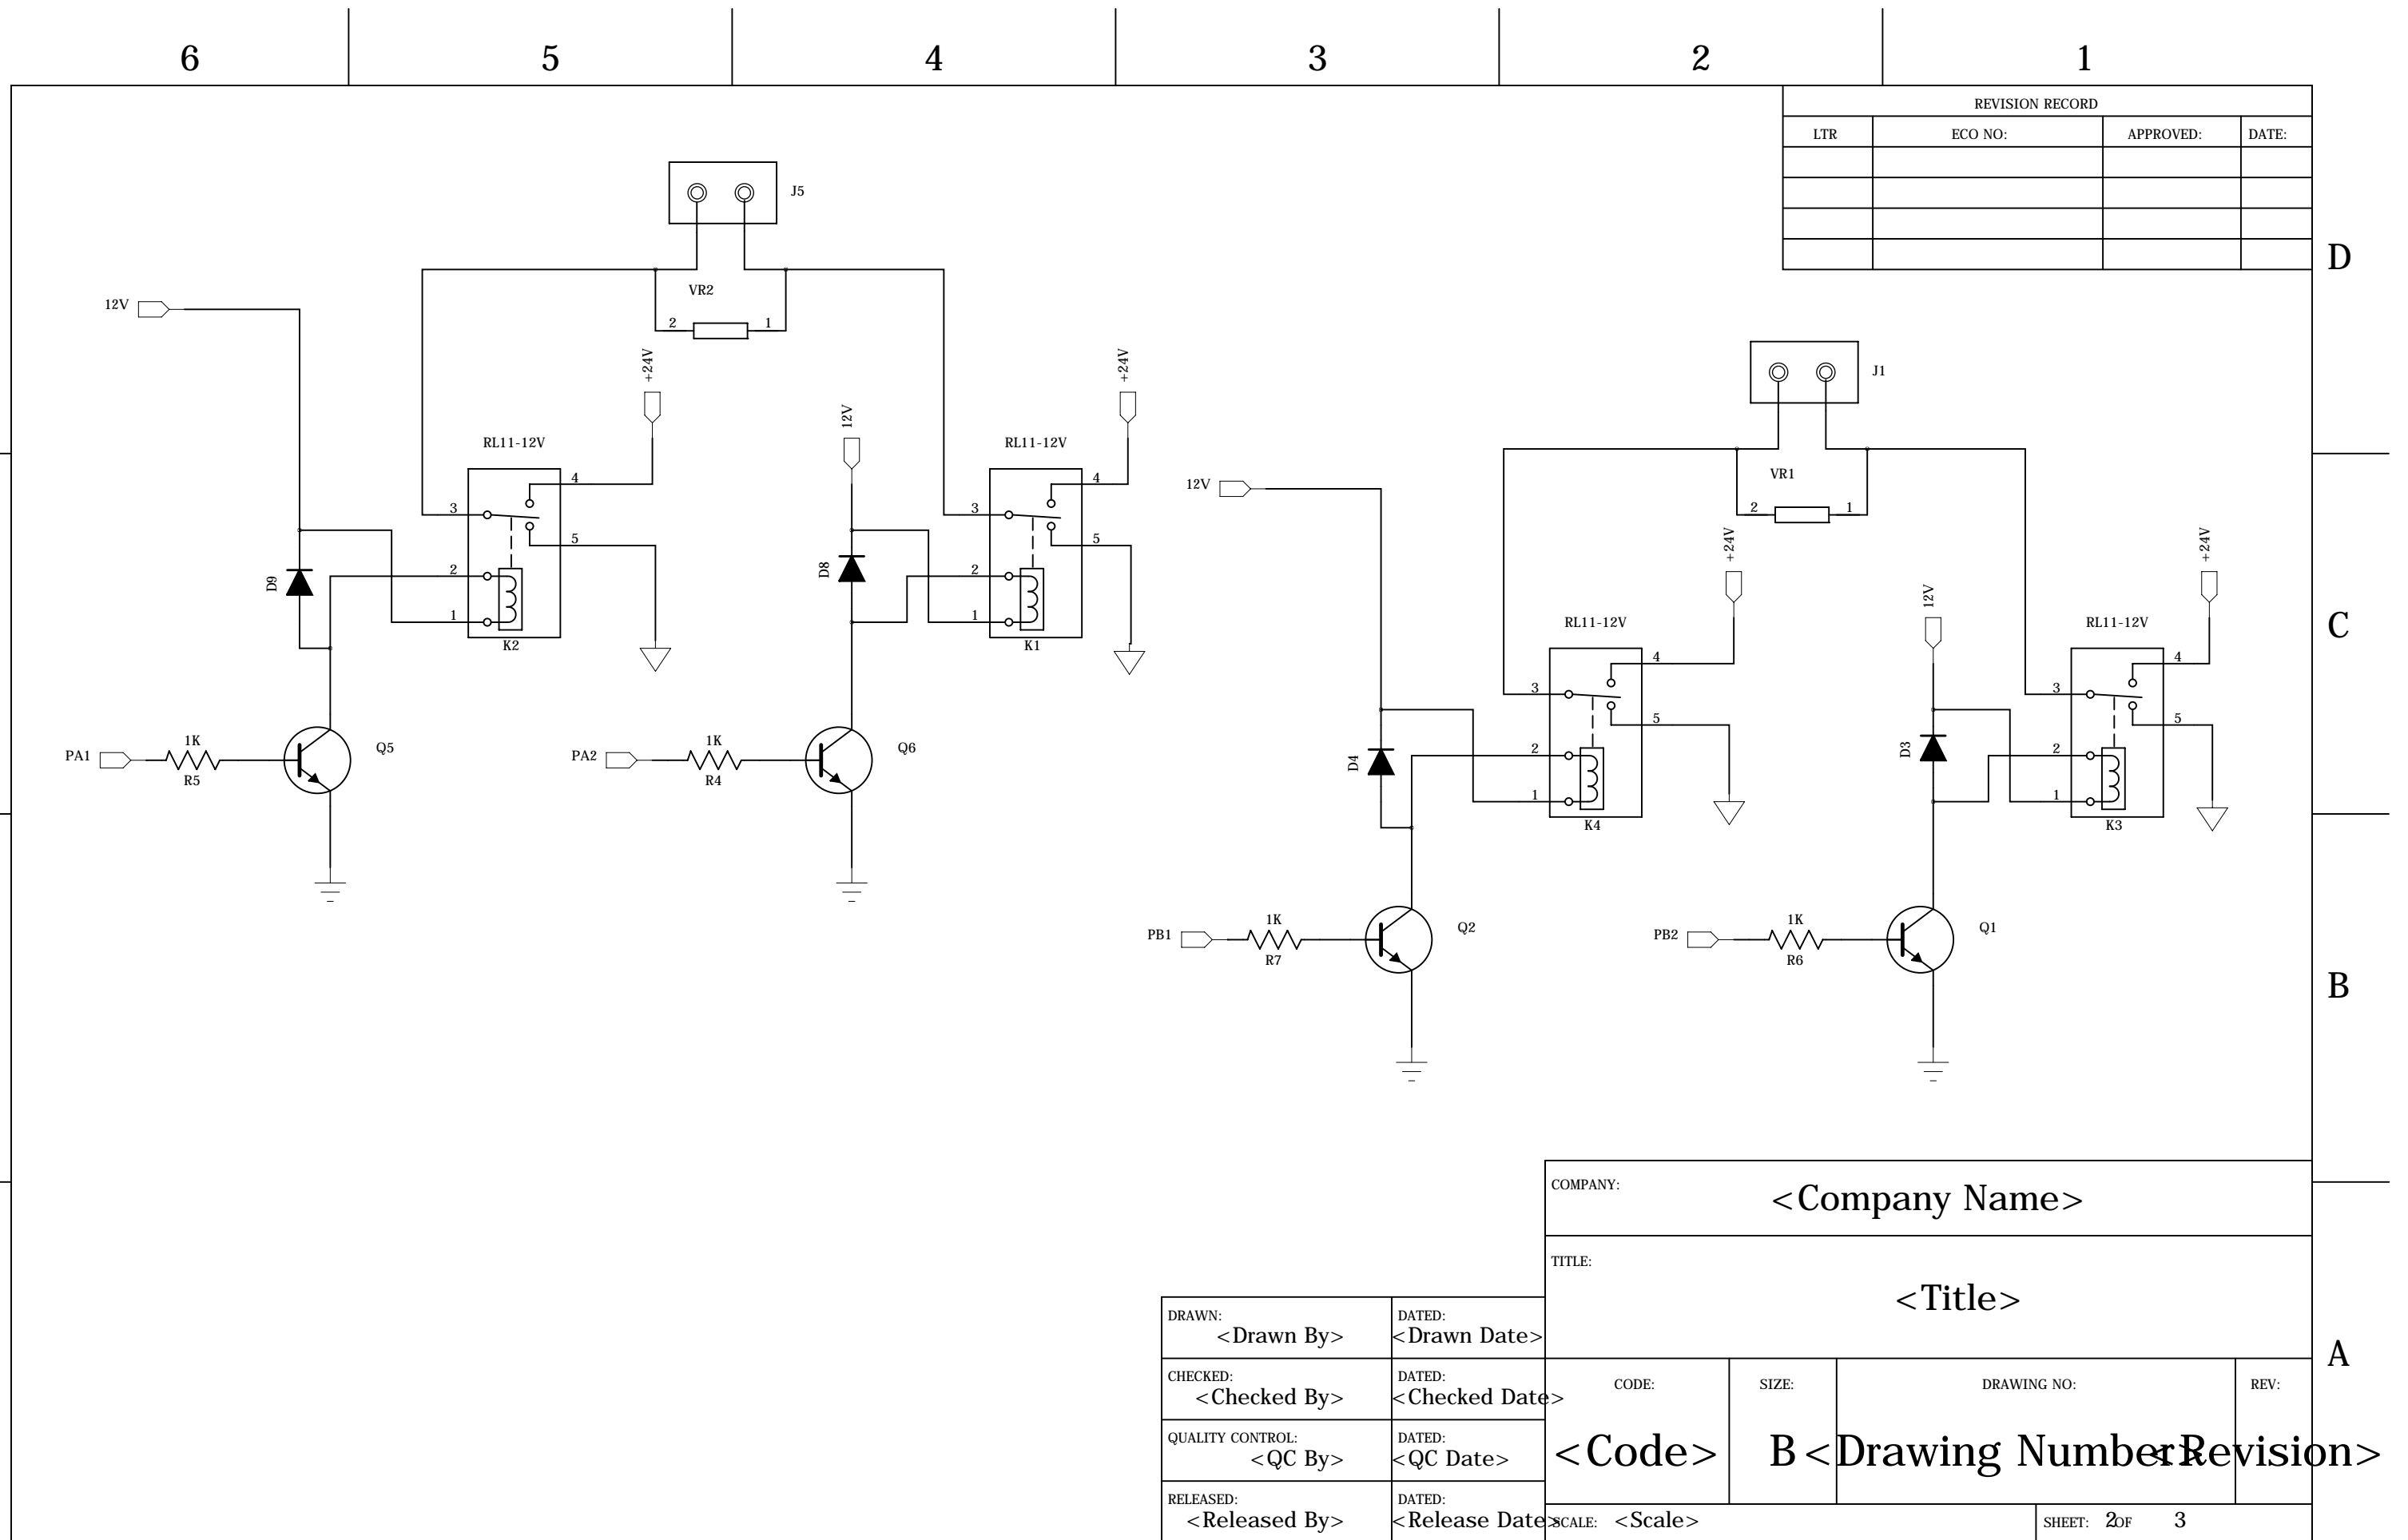 6 5 4 3 2 1
REVISION RECORD
LTR ECO NO: APPROVED: DATE:
D
J5
VR2
2 1
12V
+24V
+24V
12V
RL11-12V
4
3
5
2
1
K2
D9
RL11-12V
4
3
5
2
1
K1
D8
PA1
1K
R5
Q5
PA2
1K
R4
Q6
J1
VR1
2 1
12V
+24V
+24V
12V
C
RL11-12V
4
3
5
2
1
K4
D4
RL11-12V
4
3
5
2
1
K3
D3
PB1
1K
R7
Q2
PB2
1K
R6
Q1
B
COMPANY:
<Company Name>
TITLE:
<Title>
A
DRAWN:
<Drawn By>
DATED:
<Drawn Date>
CHECKED:
<Checked By>
DATED:
<Checked Date>
QUALITY CONTROL:
<QC By>
DATED:
<QC Date>
RELEASED:
<Released By>
DATED:
<Release Date>
CODE: SIZE: DRAWING NO: REV:
<Code> B <Drawing Number> <Revision>
SCALE: <Scale>
SHEET: 2 OF 3